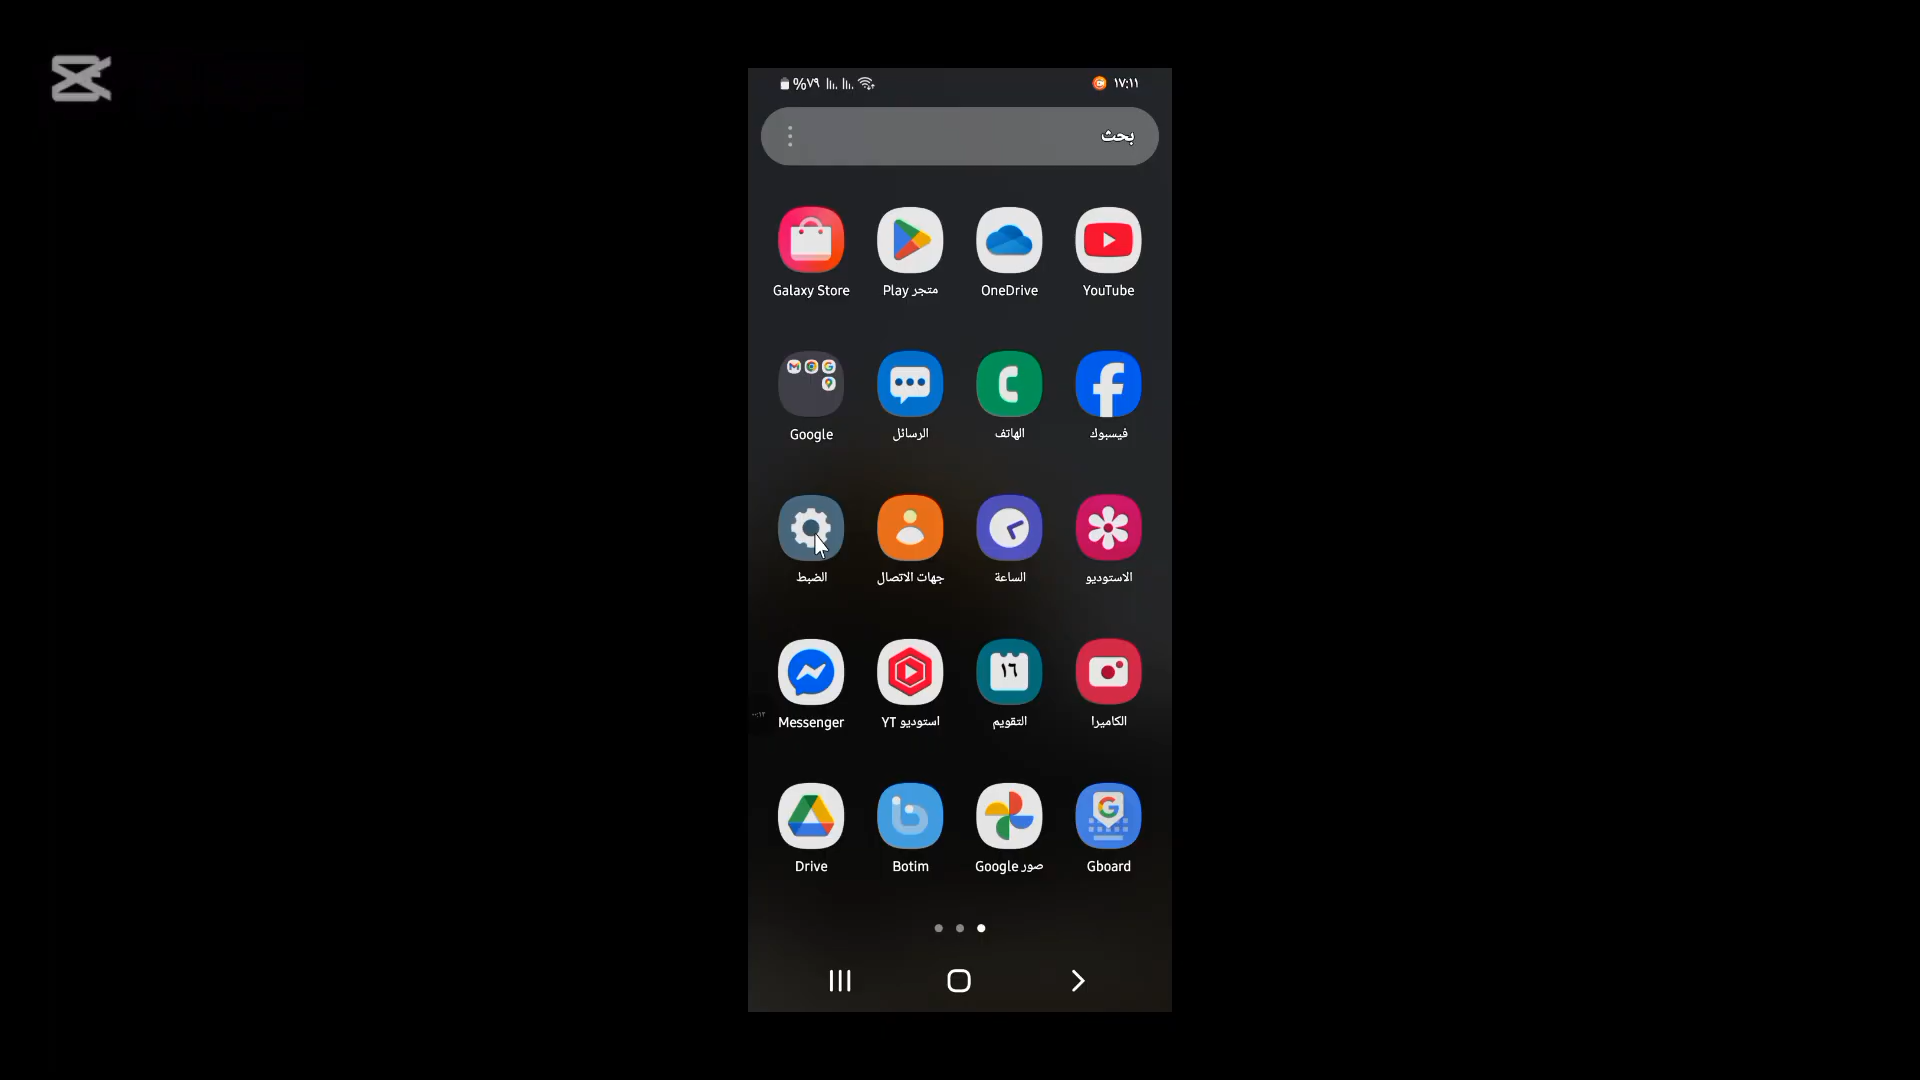 ١٧:١١ %٧٩
بحث
YouTube OneDrive متجر Play Galaxy Store
فيسبوك الهاتف الرسائل Google
الاستوديو الساعة جهات الاتصال الضبط
١٦
الكاميرا التقويم استوديو YT Messenger
Gboard صور Google Botim Drive